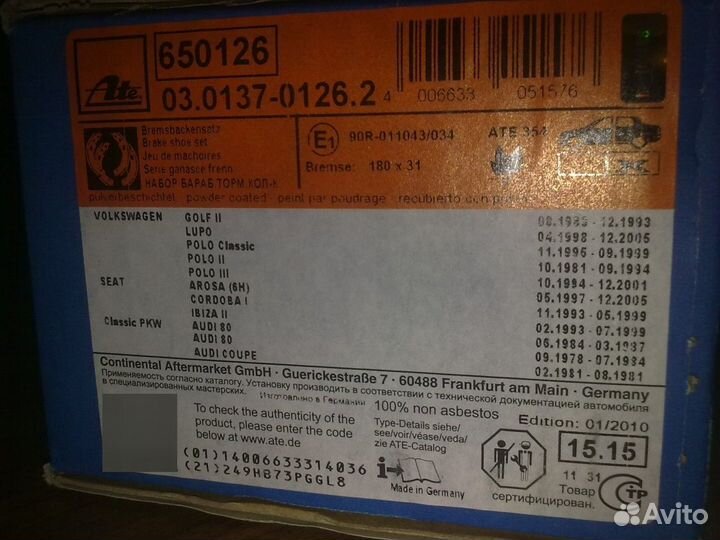 Ate
650126
03.0137-0126.2
4 006633 051576
Bremsbackensatz
Brake shoe set
Jeu de machoires
Serie ganasce freno
НАБОР БАРАБ ТОРМ КОЛ-К
E1 90R-011043/034 ATE 354
Bremse: 180 x 31
pulverbeschichtet powder coated peint par poudrage recubierto con
VOLKSWAGEN GOLF II 08.1983 - 12.1993
LUPO 04.1998 - 12.2005
POLO Classic 11.1995 - 09.1999
POLO II 10.1981 - 09.1994
POLO III 10.1994 - 12.2001
SEAT AROSA (6H) 05.1997 - 12.2005
CORDOBA I 11.1993 - 05.1999
IBIZA II 02.1993 - 07.1999
Classic PKW AUDI 80 06.1984 - 03.1987
AUDI 80 09.1978 - 07.1984
AUDI COUPE 02.1981 - 08.1981
Continental Aftermarket GmbH · Guerickestraße 7 · 60488 Frankfurt am Main · Germany
Применяемость согласно каталогу. Установку производить в соответствии с технической документацией автомобиля
в специализированных мастерских. Изготовлено в Германии
To check the authenticity of the
product, please enter the code
below at www.ate.de
(01)14006633314036
(21)249HB73PGGL8
100% non asbestos
Type-Details siehe/
see/voir/véase/veda/
zie ATE-Catalog
Made in Germany
Edition: 01/2010
15.15
11 31
Товар
сертифицирован.
Avito